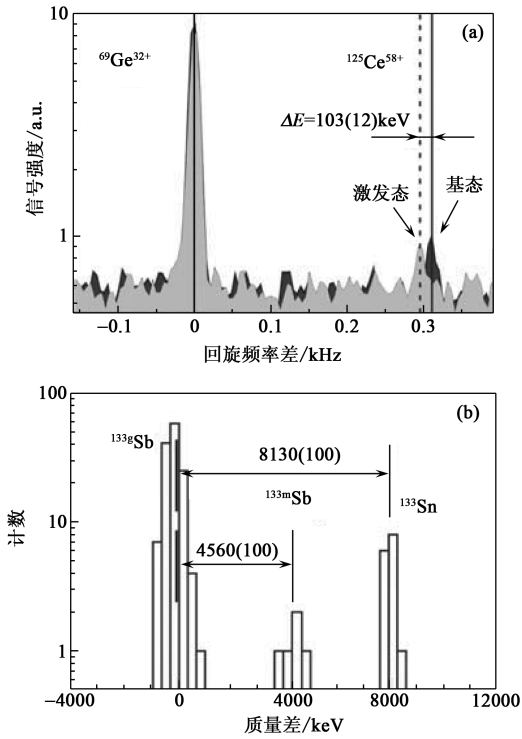 10
(a)
⁶⁹Ge³²⁺
¹²⁵Ce⁵⁸⁺
ΔE=103(12)keV
激发态
基态
1
信号强度/a.u.
−0.1
0
0.1
0.2
0.3
回旋频率差/kHz
100
(b)
¹³³ᵍSb
8130(100)
¹³³ᵐSb
¹³³Sn
10
4560(100)
1
计数
−4000
0
4000
8000
12000
质量差/keV